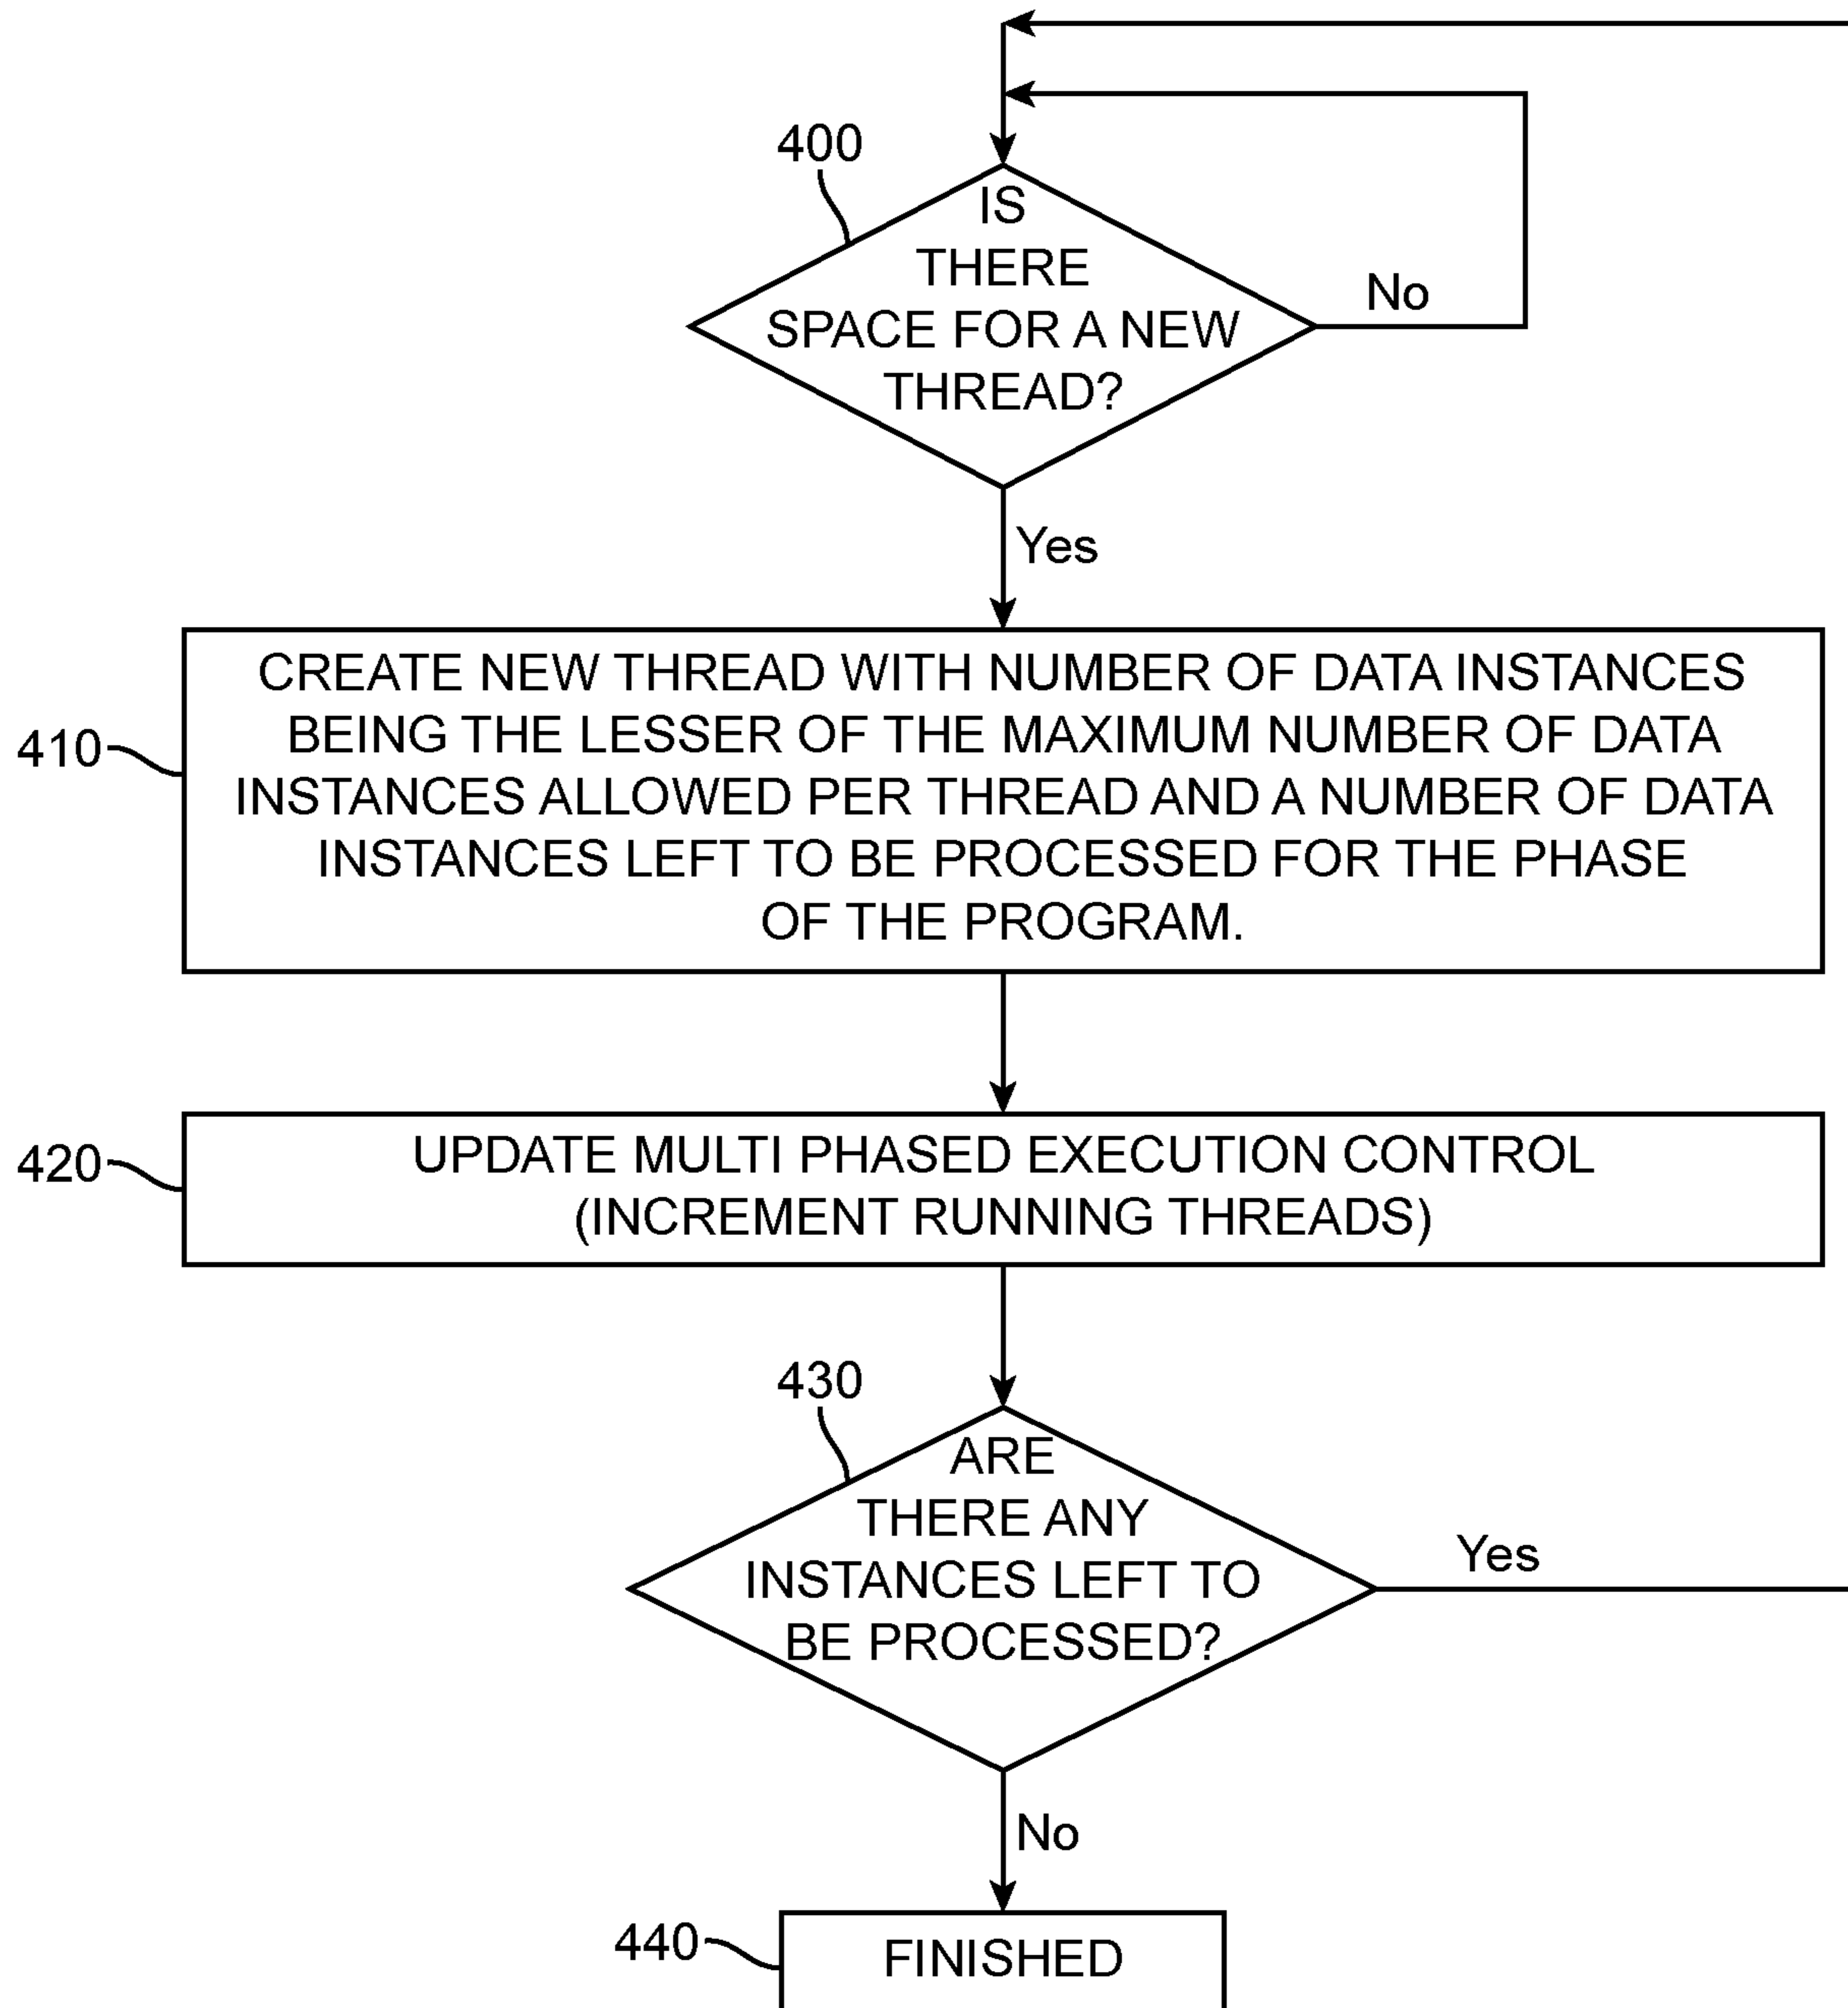 400
IS
THERE
SPACE FOR A NEW
THREAD?
No
Yes
410
CREATE NEW THREAD WITH NUMBER OF DATA INSTANCES
BEING THE LESSER OF THE MAXIMUM NUMBER OF DATA
INSTANCES ALLOWED PER THREAD AND A NUMBER OF DATA
INSTANCES LEFT TO BE PROCESSED FOR THE PHASE
OF THE PROGRAM.
420
UPDATE MULTI PHASED EXECUTION CONTROL
(INCREMENT RUNNING THREADS)
430
ARE
THERE ANY
INSTANCES LEFT TO
BE PROCESSED?
Yes
No
440
FINISHED